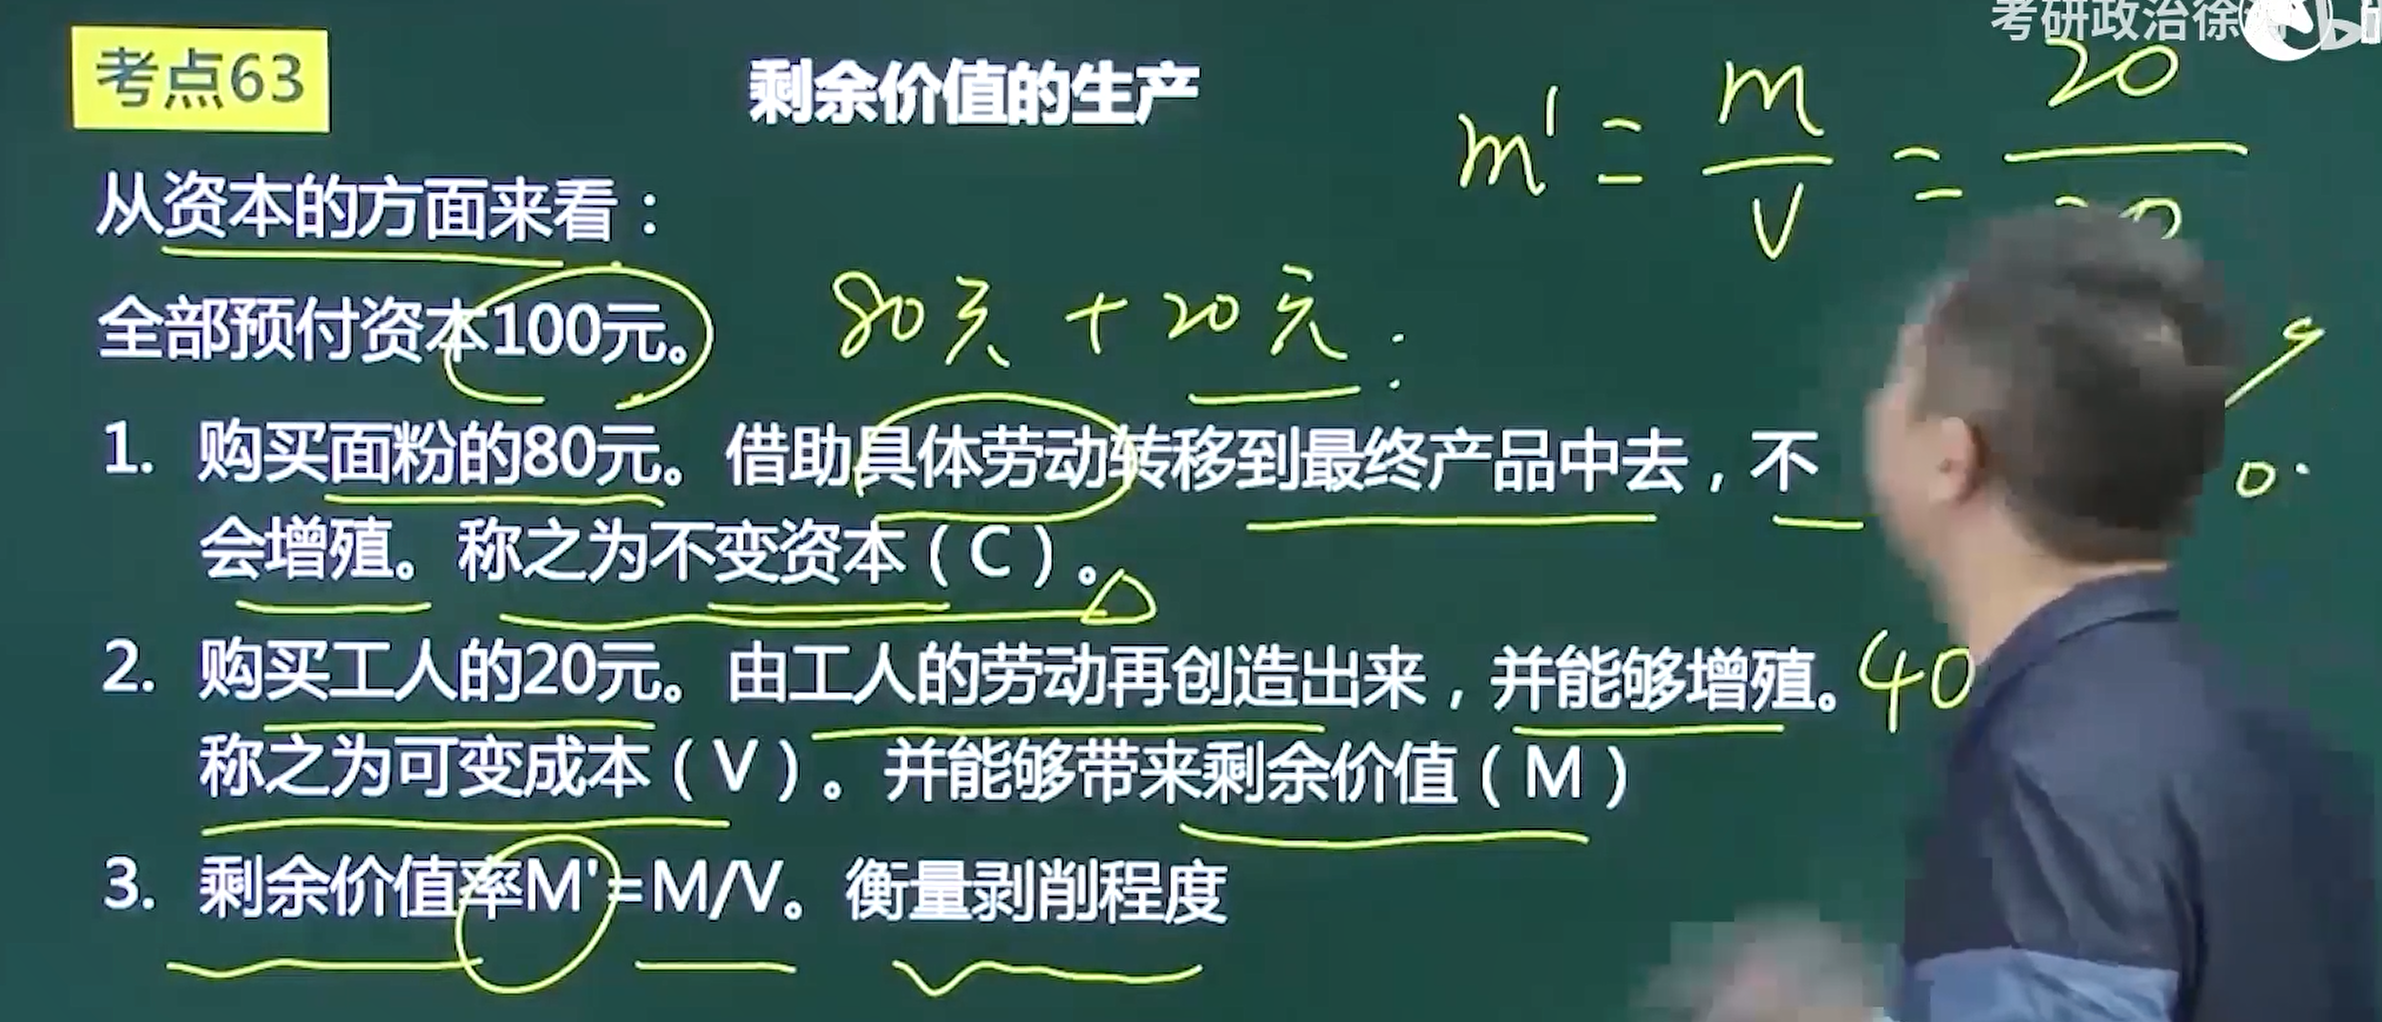 考研政治徐
考点63
剩余价值的生产
m' = m/V = 20/20
从资本的方面来看：
全部预付资本100元。
80元 + 20元
1. 购买面粉的80元。借助具体劳动转移到最终产品中去，不
会增殖。称之为不变资本（C）。
2. 购买工人的20元。由工人的劳动再创造出来，并能够增殖。
40
称之为可变成本（V）。并能够带来剩余价值（M）
3. 剩余价值率M'=M/V。衡量剥削程度